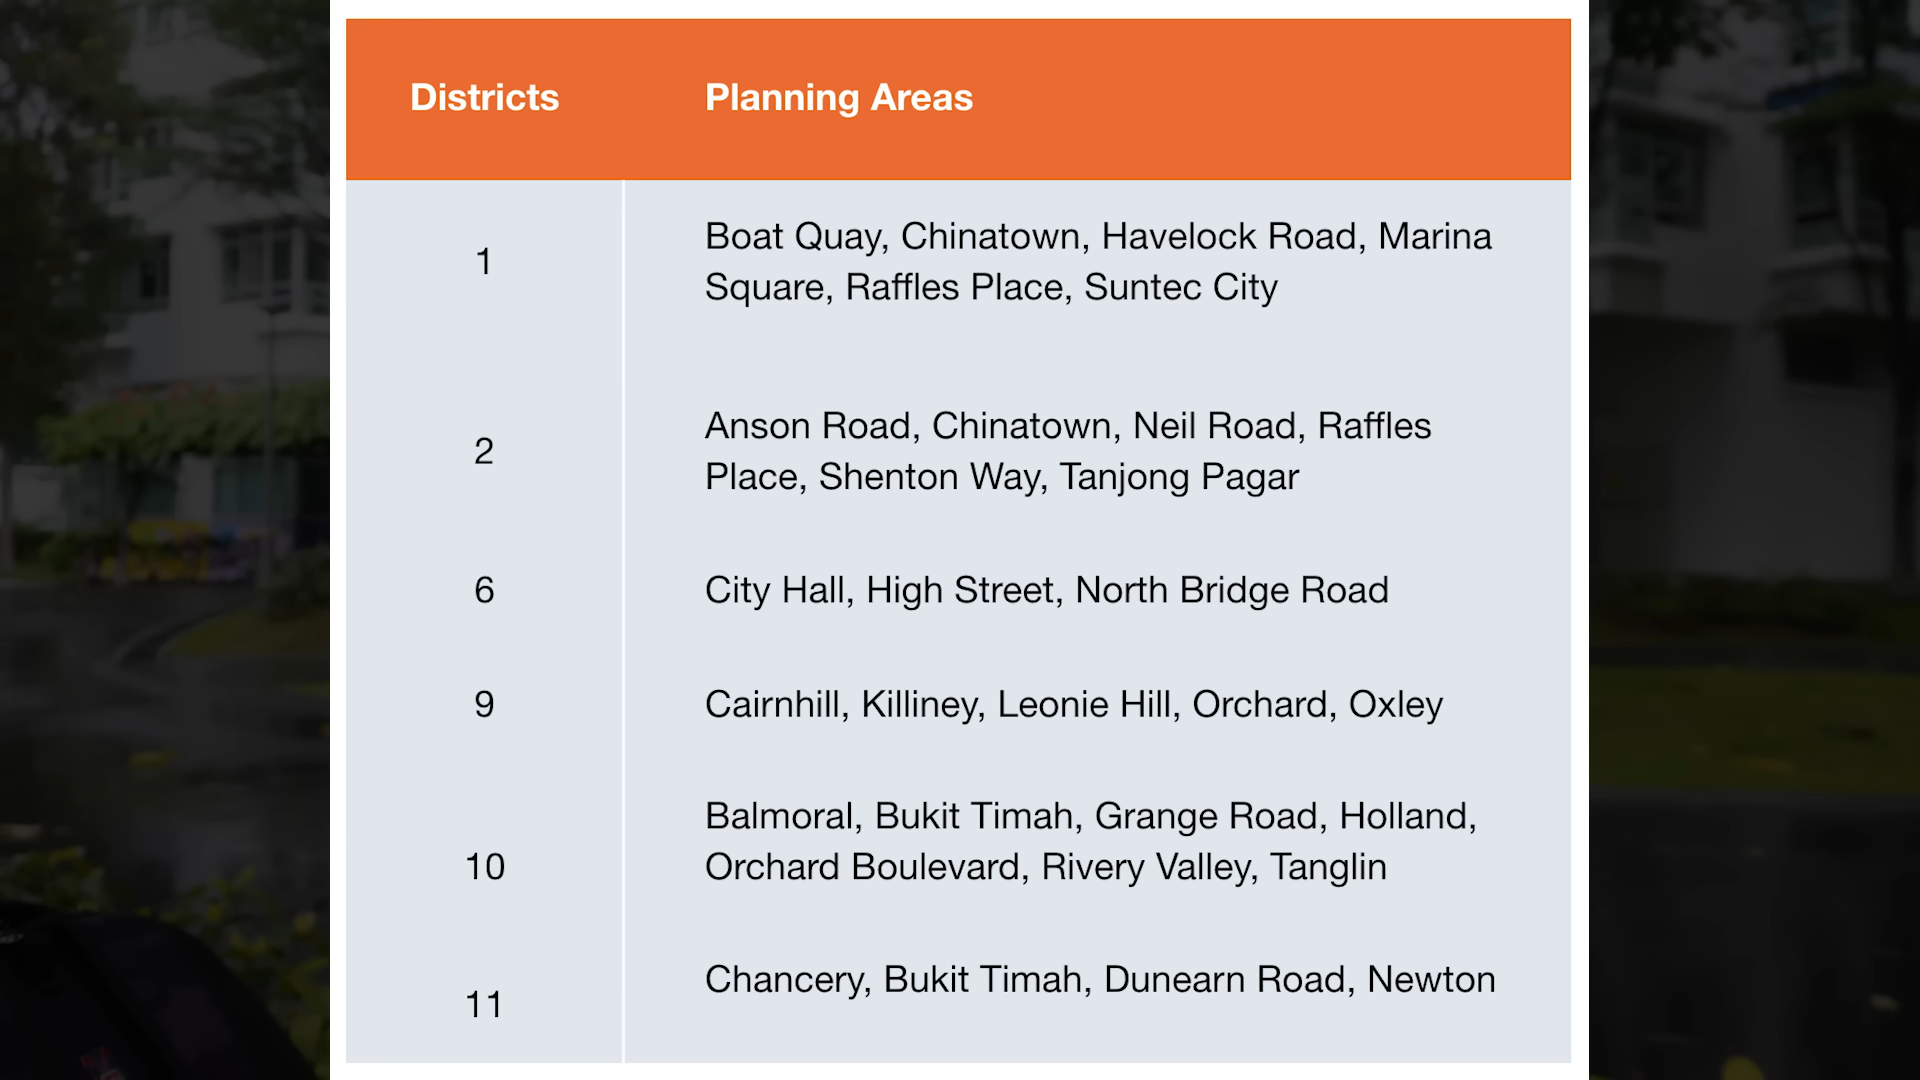 Districts Planning Areas
1 Boat Quay, Chinatown, Havelock Road, Marina
Square, Raffles Place, Suntec City
2 Anson Road, Chinatown, Neil Road, Raffles
Place, Shenton Way, Tanjong Pagar
6 City Hall, High Street, North Bridge Road
9 Cairnhill, Killiney, Leonie Hill, Orchard, Oxley
10 Balmoral, Bukit Timah, Grange Road, Holland,
Orchard Boulevard, Rivery Valley, Tanglin
11 Chancery, Bukit Timah, Dunearn Road, Newton